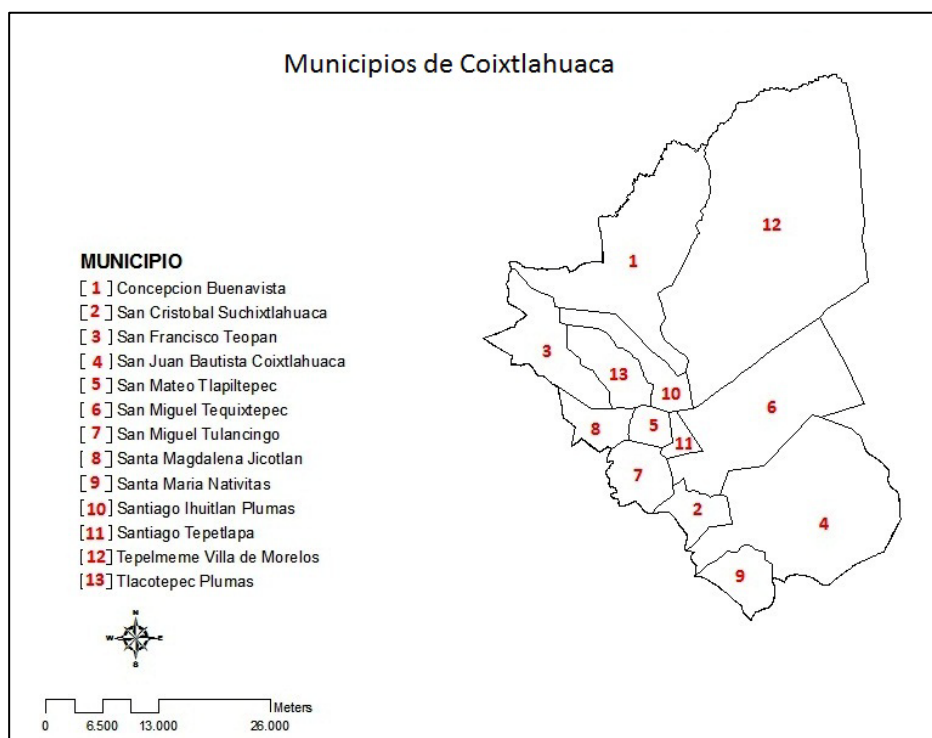 Municipios de Coixtlahuaca
MUNICIPIO
[1] Concepcion Buenavista
[2] San Cristobal Suchixtlahuaca
[3] San Francisco Teopan
[4] San Juan Bautista Coixtlahuaca
[5] San Mateo Tlapiltepec
[6] San Miguel Tequixtepec
[7] San Miguel Tulancingo
[8] Santa Magdalena Jicotlan
[9] Santa Maria Nativitas
[10] Santiago Ihuitlan Plumas
[11] Santiago Tepetlapa
[12] Tepelmeme Villa de Morelos
[13] Tlacotepec Plumas
12
1
3
13
10
6
8
5
11
7
2
4
9
N
W E
S
Meters
0 6.500 13.000 26.000